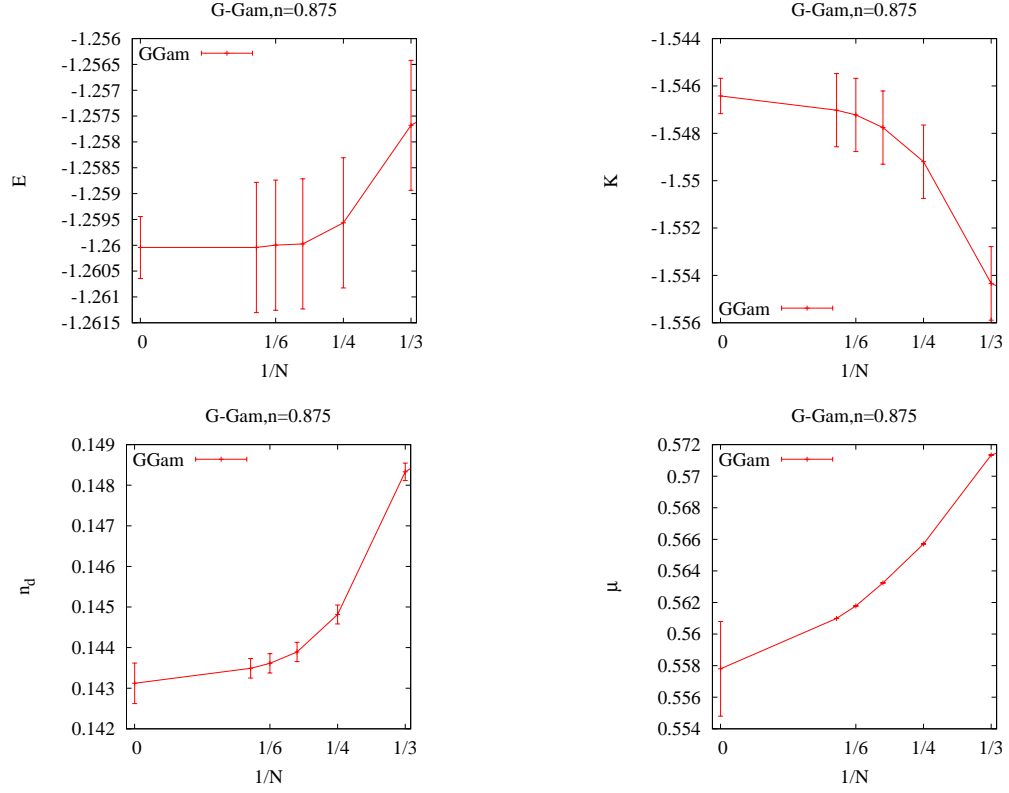 G-Gam,n=0.875
GGam
-1.256
-1.2565
-1.257
-1.2575
-1.258
-1.2585
-1.259
-1.2595
-1.26
-1.2605
-1.261
-1.2615
E
0 1/6 1/4 1/3
1/N
G-Gam,n=0.875
-1.544
-1.546
-1.548
-1.55
-1.552
-1.554
-1.556
K
GGam
0 1/6 1/4 1/3
1/N
G-Gam,n=0.875
GGam
0.149
0.148
0.147
0.146
0.145
0.144
0.143
0.142
n_d
0 1/6 1/4 1/3
1/N
G-Gam,n=0.875
GGam
0.572
0.57
0.568
0.566
0.564
0.562
0.56
0.558
0.556
0.554
μ
0 1/6 1/4 1/3
1/N